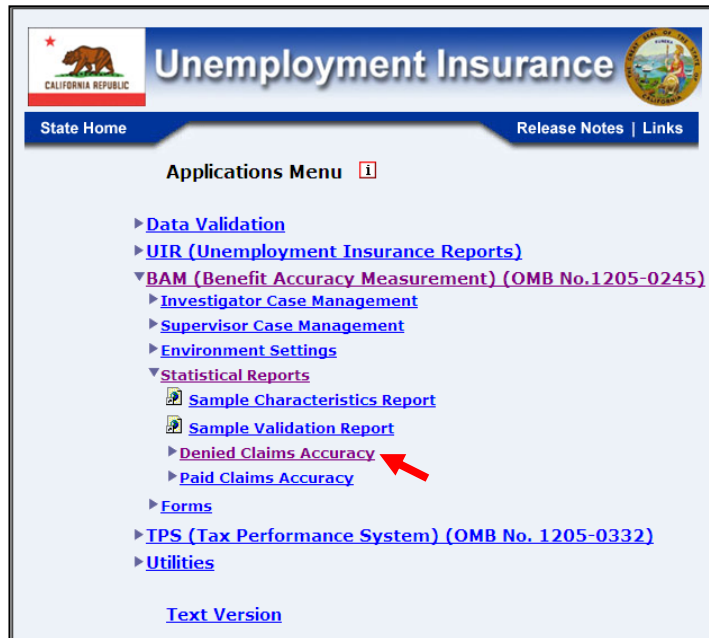 CALIFORNIA REPUBLIC
Unemployment Insurance
State Home
Release Notes | Links
Applications Menu i
Data Validation
UIR (Unemployment Insurance Reports)
BAM (Benefit Accuracy Measurement) (OMB No.1205-0245)
Investigator Case Management
Supervisor Case Management
Environment Settings
Statistical Reports
Sample Characteristics Report
Sample Validation Report
Denied Claims Accuracy
Paid Claims Accuracy
Forms
TPS (Tax Performance System) (OMB No. 1205-0332)
Utilities
Text Version